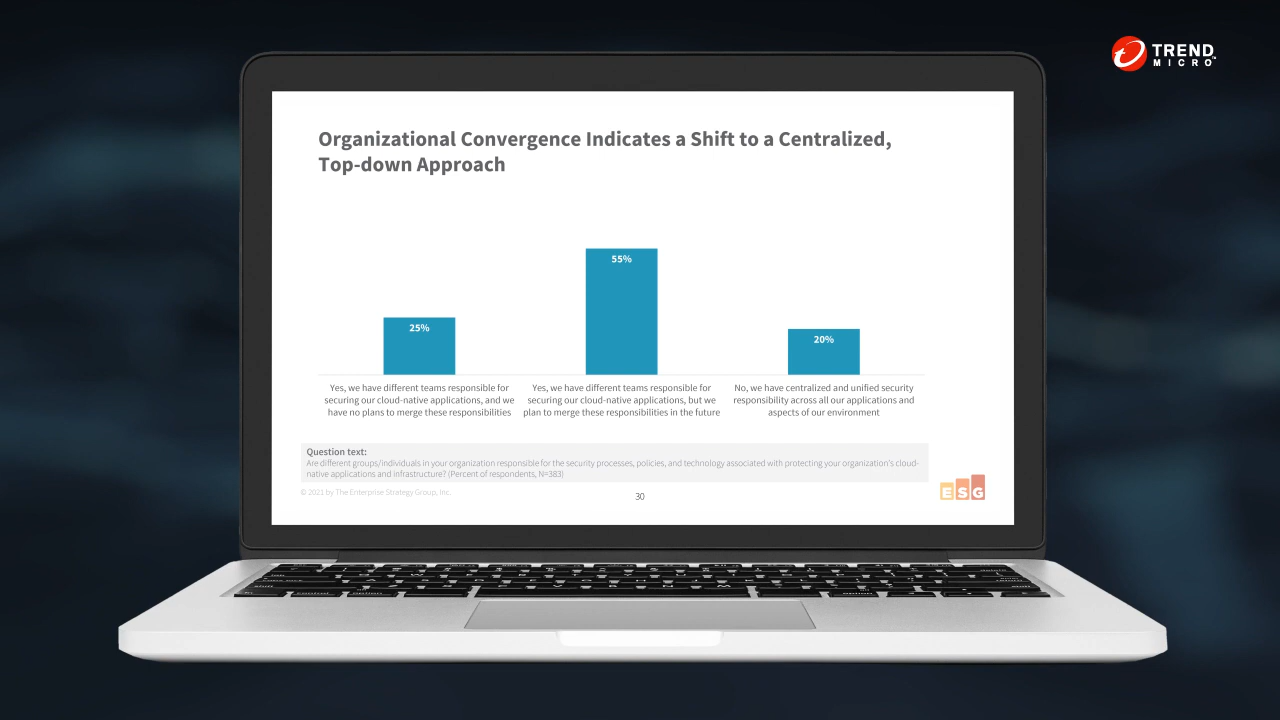 TREND
MICRO™
Organizational Convergence Indicates a Shift to a Centralized,
Top-down Approach
55%
25%
20%
Yes, we have different teams responsible for
securing our cloud-native applications, and we
have no plans to merge these responsibilities
Yes, we have different teams responsible for
securing our cloud-native applications, but we
plan to merge these responsibilities in the future
No, we have centralized and unified security
responsibility across all our applications and
aspects of our environment
Question text:
Are different groups/individuals in your organization responsible for the security processes, policies, and technology associated with protecting your organization's cloud-
native applications and infrastructure? (Percent of respondents, N=383)
© 2021 by The Enterprise Strategy Group, Inc.
30
ESG
control
option
option